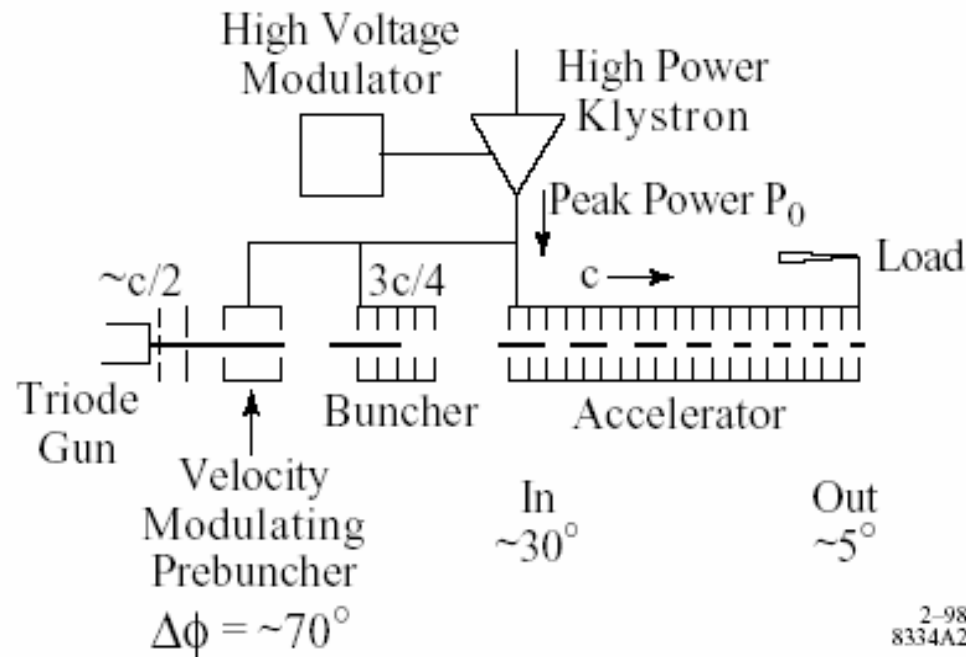 High Voltage
Modulator
High Power
Klystron
Peak Power P₀
Load
~c/2
3c/4
c
Triode
Gun
Buncher
Accelerator
Velocity
Modulating
Prebuncher
Δϕ = ~70°
In
~30°
Out
~5°
2–98
8334A2